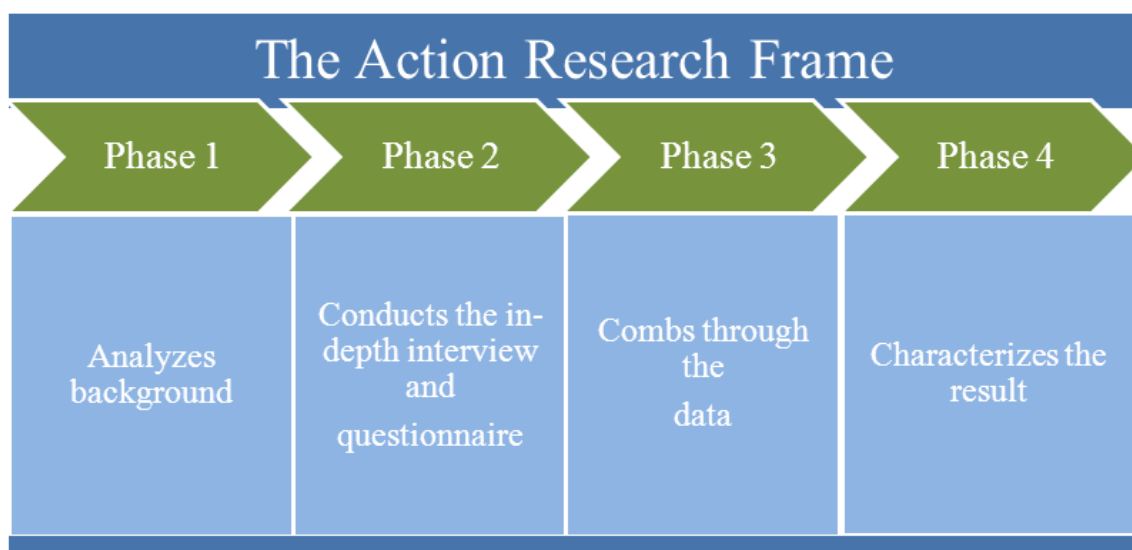 The Action Research Frame
Phase 1
Phase 2
Phase 3
Phase 4
Analyzes
background
Conducts the in-
depth interview
and
questionnaire
Combs through
the
data
Characterizes the
result